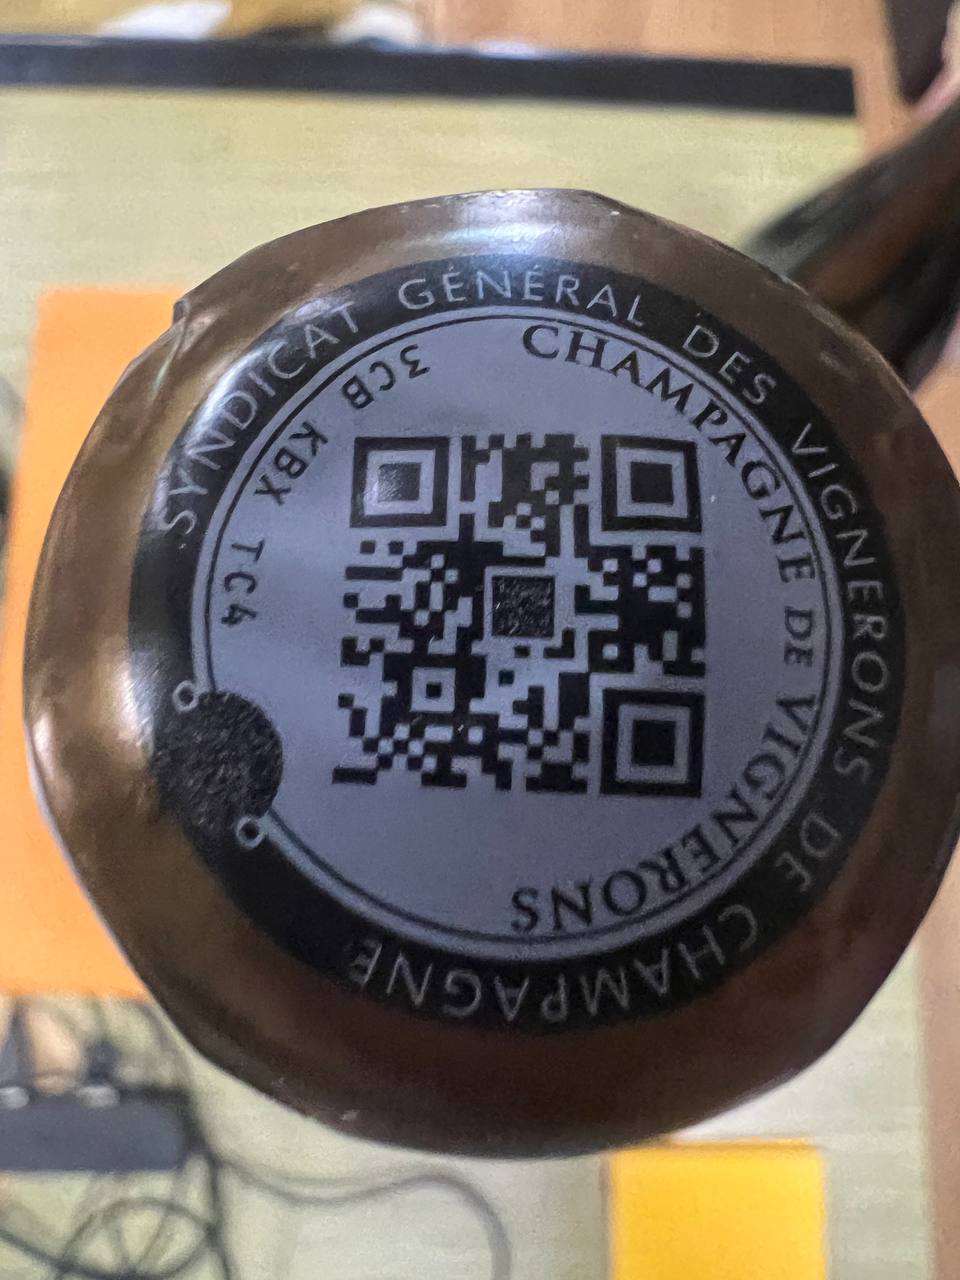 SYNDICAT GÉNÉRAL DES VIGNERONS DE CHAMPAGNE
CHAMPAGNE DE VIGNERONS
3CB KBX TC4